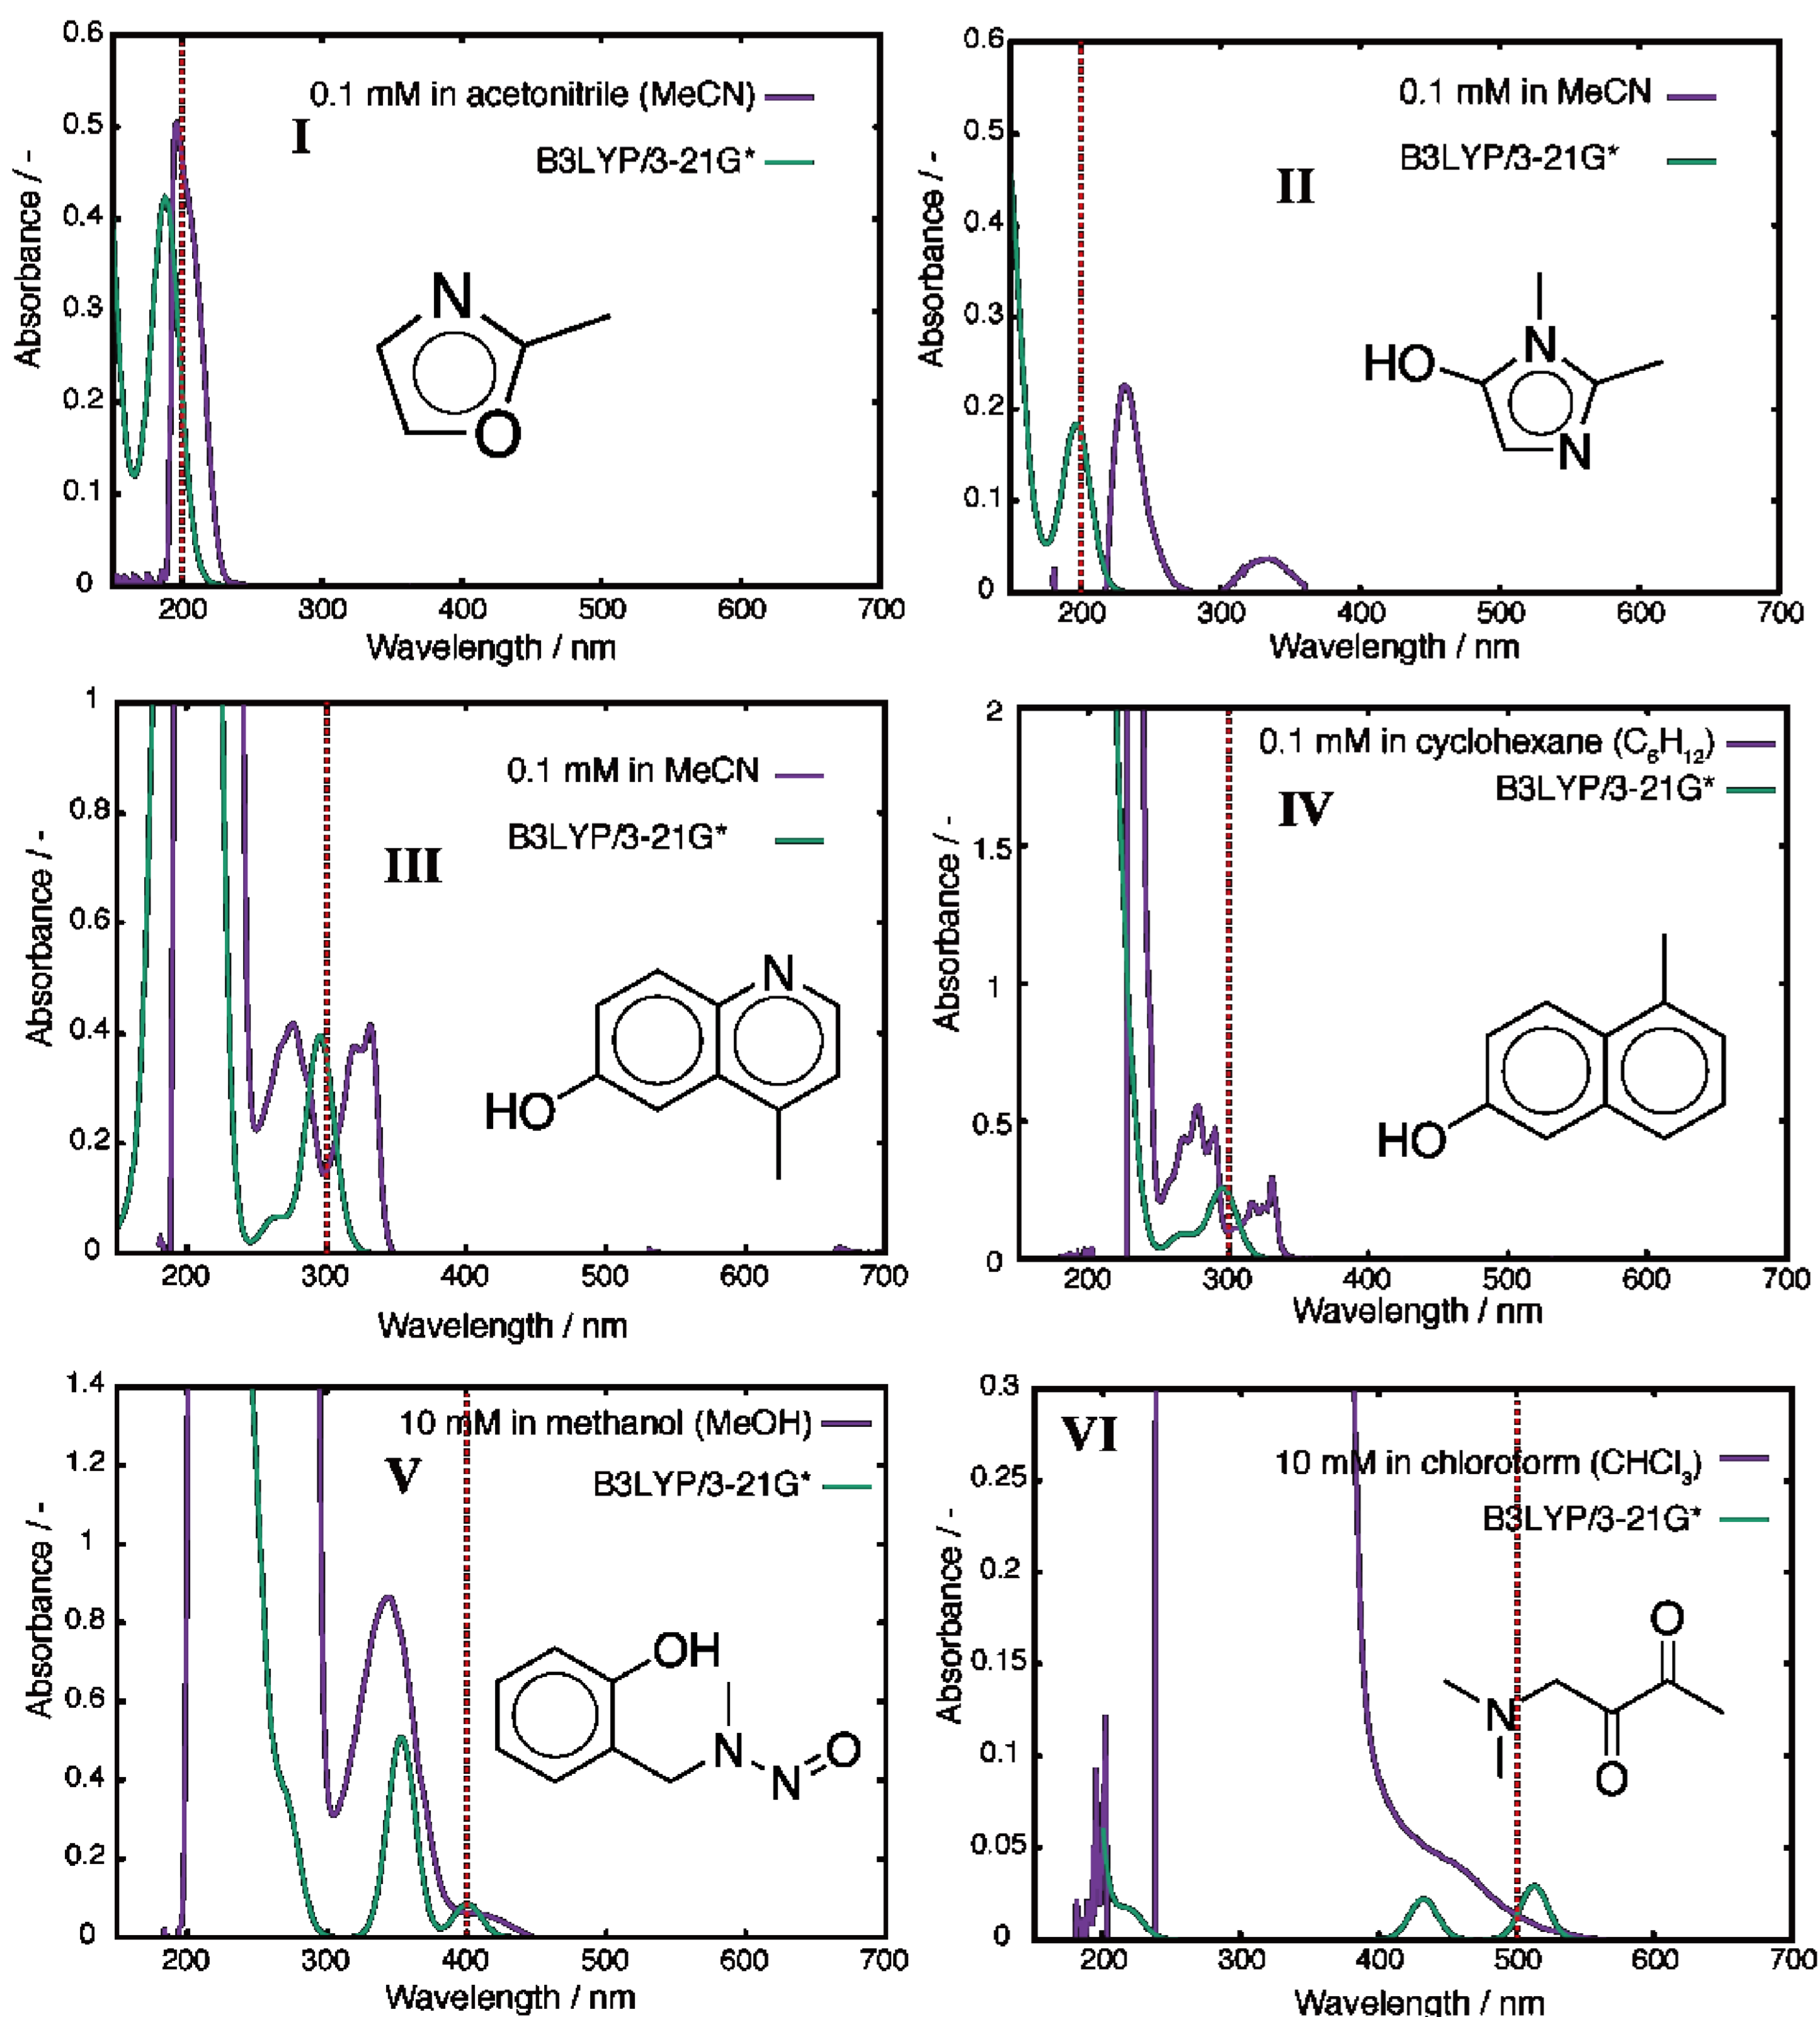 0.6
0.5
0.4
0.3
0.2
0.1
0
Absorbance / -
0.1 mM in acetonitrile (MeCN)
B3LYP/3-21G*
I
N
O
200 300 400 500 600 700
Wavelength / nm
0.6
0.5
0.4
0.3
0.2
0.1
0
Absorbance / -
0.1 mM in MeCN
B3LYP/3-21G*
II
HO
N
N
200 300 400 500 600 700
Wavelength / nm
1
0.8
0.6
0.4
0.2
0
Absorbance / -
0.1 mM in MeCN
B3LYP/3-21G*
III
N
HO
200 300 400 500 600 700
Wavelength / nm
2
1.5
1
0.5
0
Absorbance / -
0.1 mM in cyclohexane (C₆H₁₂)
B3LYP/3-21G*
IV
HO
200 300 400 500 600 700
Wavelength / nm
1.4
1.2
1
0.8
0.6
0.4
0.2
0
Absorbance / -
10 mM in methanol (MeOH)
B3LYP/3-21G*
V
OH
N
N
O
200 300 400 500 600 700
Wavelength / nm
0.3
0.25
0.2
0.15
0.1
0.05
0
Absorbance / -
VI
10 mM in chloroform (CHCl₃)
B3LYP/3-21G*
O
N
O
200 300 400 500 600 700
Wavelength / nm